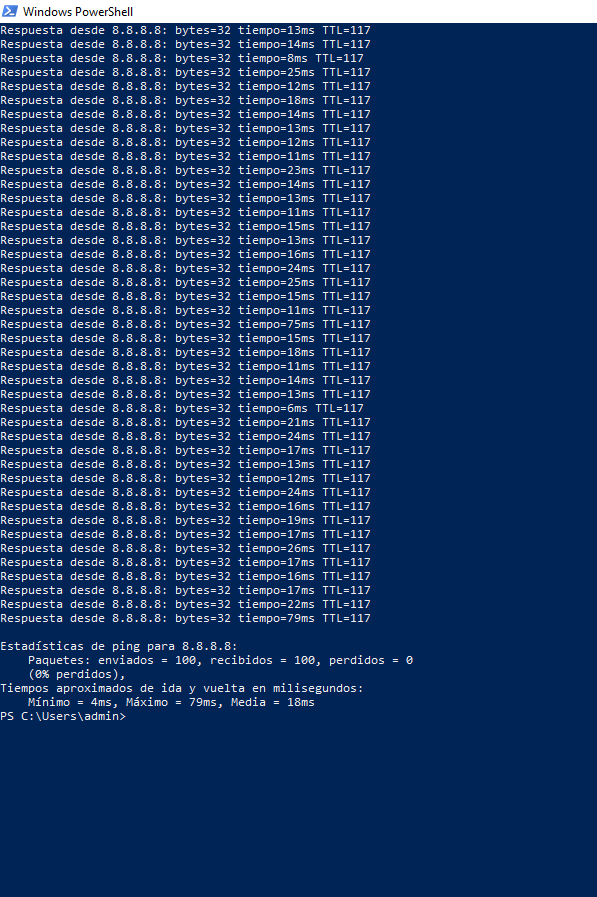 Windows PowerShell
Respuesta desde 8.8.8.8: bytes=32 tiempo=13ms TTL=117
Respuesta desde 8.8.8.8: bytes=32 tiempo=14ms TTL=117
Respuesta desde 8.8.8.8: bytes=32 tiempo=8ms TTL=117
Respuesta desde 8.8.8.8: bytes=32 tiempo=25ms TTL=117
Respuesta desde 8.8.8.8: bytes=32 tiempo=12ms TTL=117
Respuesta desde 8.8.8.8: bytes=32 tiempo=18ms TTL=117
Respuesta desde 8.8.8.8: bytes=32 tiempo=14ms TTL=117
Respuesta desde 8.8.8.8: bytes=32 tiempo=13ms TTL=117
Respuesta desde 8.8.8.8: bytes=32 tiempo=12ms TTL=117
Respuesta desde 8.8.8.8: bytes=32 tiempo=11ms TTL=117
Respuesta desde 8.8.8.8: bytes=32 tiempo=23ms TTL=117
Respuesta desde 8.8.8.8: bytes=32 tiempo=14ms TTL=117
Respuesta desde 8.8.8.8: bytes=32 tiempo=13ms TTL=117
Respuesta desde 8.8.8.8: bytes=32 tiempo=11ms TTL=117
Respuesta desde 8.8.8.8: bytes=32 tiempo=15ms TTL=117
Respuesta desde 8.8.8.8: bytes=32 tiempo=13ms TTL=117
Respuesta desde 8.8.8.8: bytes=32 tiempo=16ms TTL=117
Respuesta desde 8.8.8.8: bytes=32 tiempo=24ms TTL=117
Respuesta desde 8.8.8.8: bytes=32 tiempo=25ms TTL=117
Respuesta desde 8.8.8.8: bytes=32 tiempo=15ms TTL=117
Respuesta desde 8.8.8.8: bytes=32 tiempo=11ms TTL=117
Respuesta desde 8.8.8.8: bytes=32 tiempo=75ms TTL=117
Respuesta desde 8.8.8.8: bytes=32 tiempo=15ms TTL=117
Respuesta desde 8.8.8.8: bytes=32 tiempo=18ms TTL=117
Respuesta desde 8.8.8.8: bytes=32 tiempo=11ms TTL=117
Respuesta desde 8.8.8.8: bytes=32 tiempo=14ms TTL=117
Respuesta desde 8.8.8.8: bytes=32 tiempo=13ms TTL=117
Respuesta desde 8.8.8.8: bytes=32 tiempo=6ms TTL=117
Respuesta desde 8.8.8.8: bytes=32 tiempo=21ms TTL=117
Respuesta desde 8.8.8.8: bytes=32 tiempo=24ms TTL=117
Respuesta desde 8.8.8.8: bytes=32 tiempo=17ms TTL=117
Respuesta desde 8.8.8.8: bytes=32 tiempo=13ms TTL=117
Respuesta desde 8.8.8.8: bytes=32 tiempo=12ms TTL=117
Respuesta desde 8.8.8.8: bytes=32 tiempo=24ms TTL=117
Respuesta desde 8.8.8.8: bytes=32 tiempo=16ms TTL=117
Respuesta desde 8.8.8.8: bytes=32 tiempo=19ms TTL=117
Respuesta desde 8.8.8.8: bytes=32 tiempo=17ms TTL=117
Respuesta desde 8.8.8.8: bytes=32 tiempo=26ms TTL=117
Respuesta desde 8.8.8.8: bytes=32 tiempo=17ms TTL=117
Respuesta desde 8.8.8.8: bytes=32 tiempo=16ms TTL=117
Respuesta desde 8.8.8.8: bytes=32 tiempo=17ms TTL=117
Respuesta desde 8.8.8.8: bytes=32 tiempo=22ms TTL=117
Respuesta desde 8.8.8.8: bytes=32 tiempo=79ms TTL=117
Estadísticas de ping para 8.8.8.8:
Paquetes: enviados = 100, recibidos = 100, perdidos = 0
(0% perdidos),
Tiempos aproximados de ida y vuelta en milisegundos:
Mínimo = 4ms, Máximo = 79ms, Media = 18ms
PS C:\Users\admin>